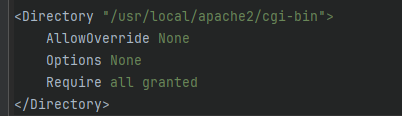 <Directory "/usr/local/apache2/cgi-bin">
    AllowOverride None
    Options None
    Require all granted
</Directory>